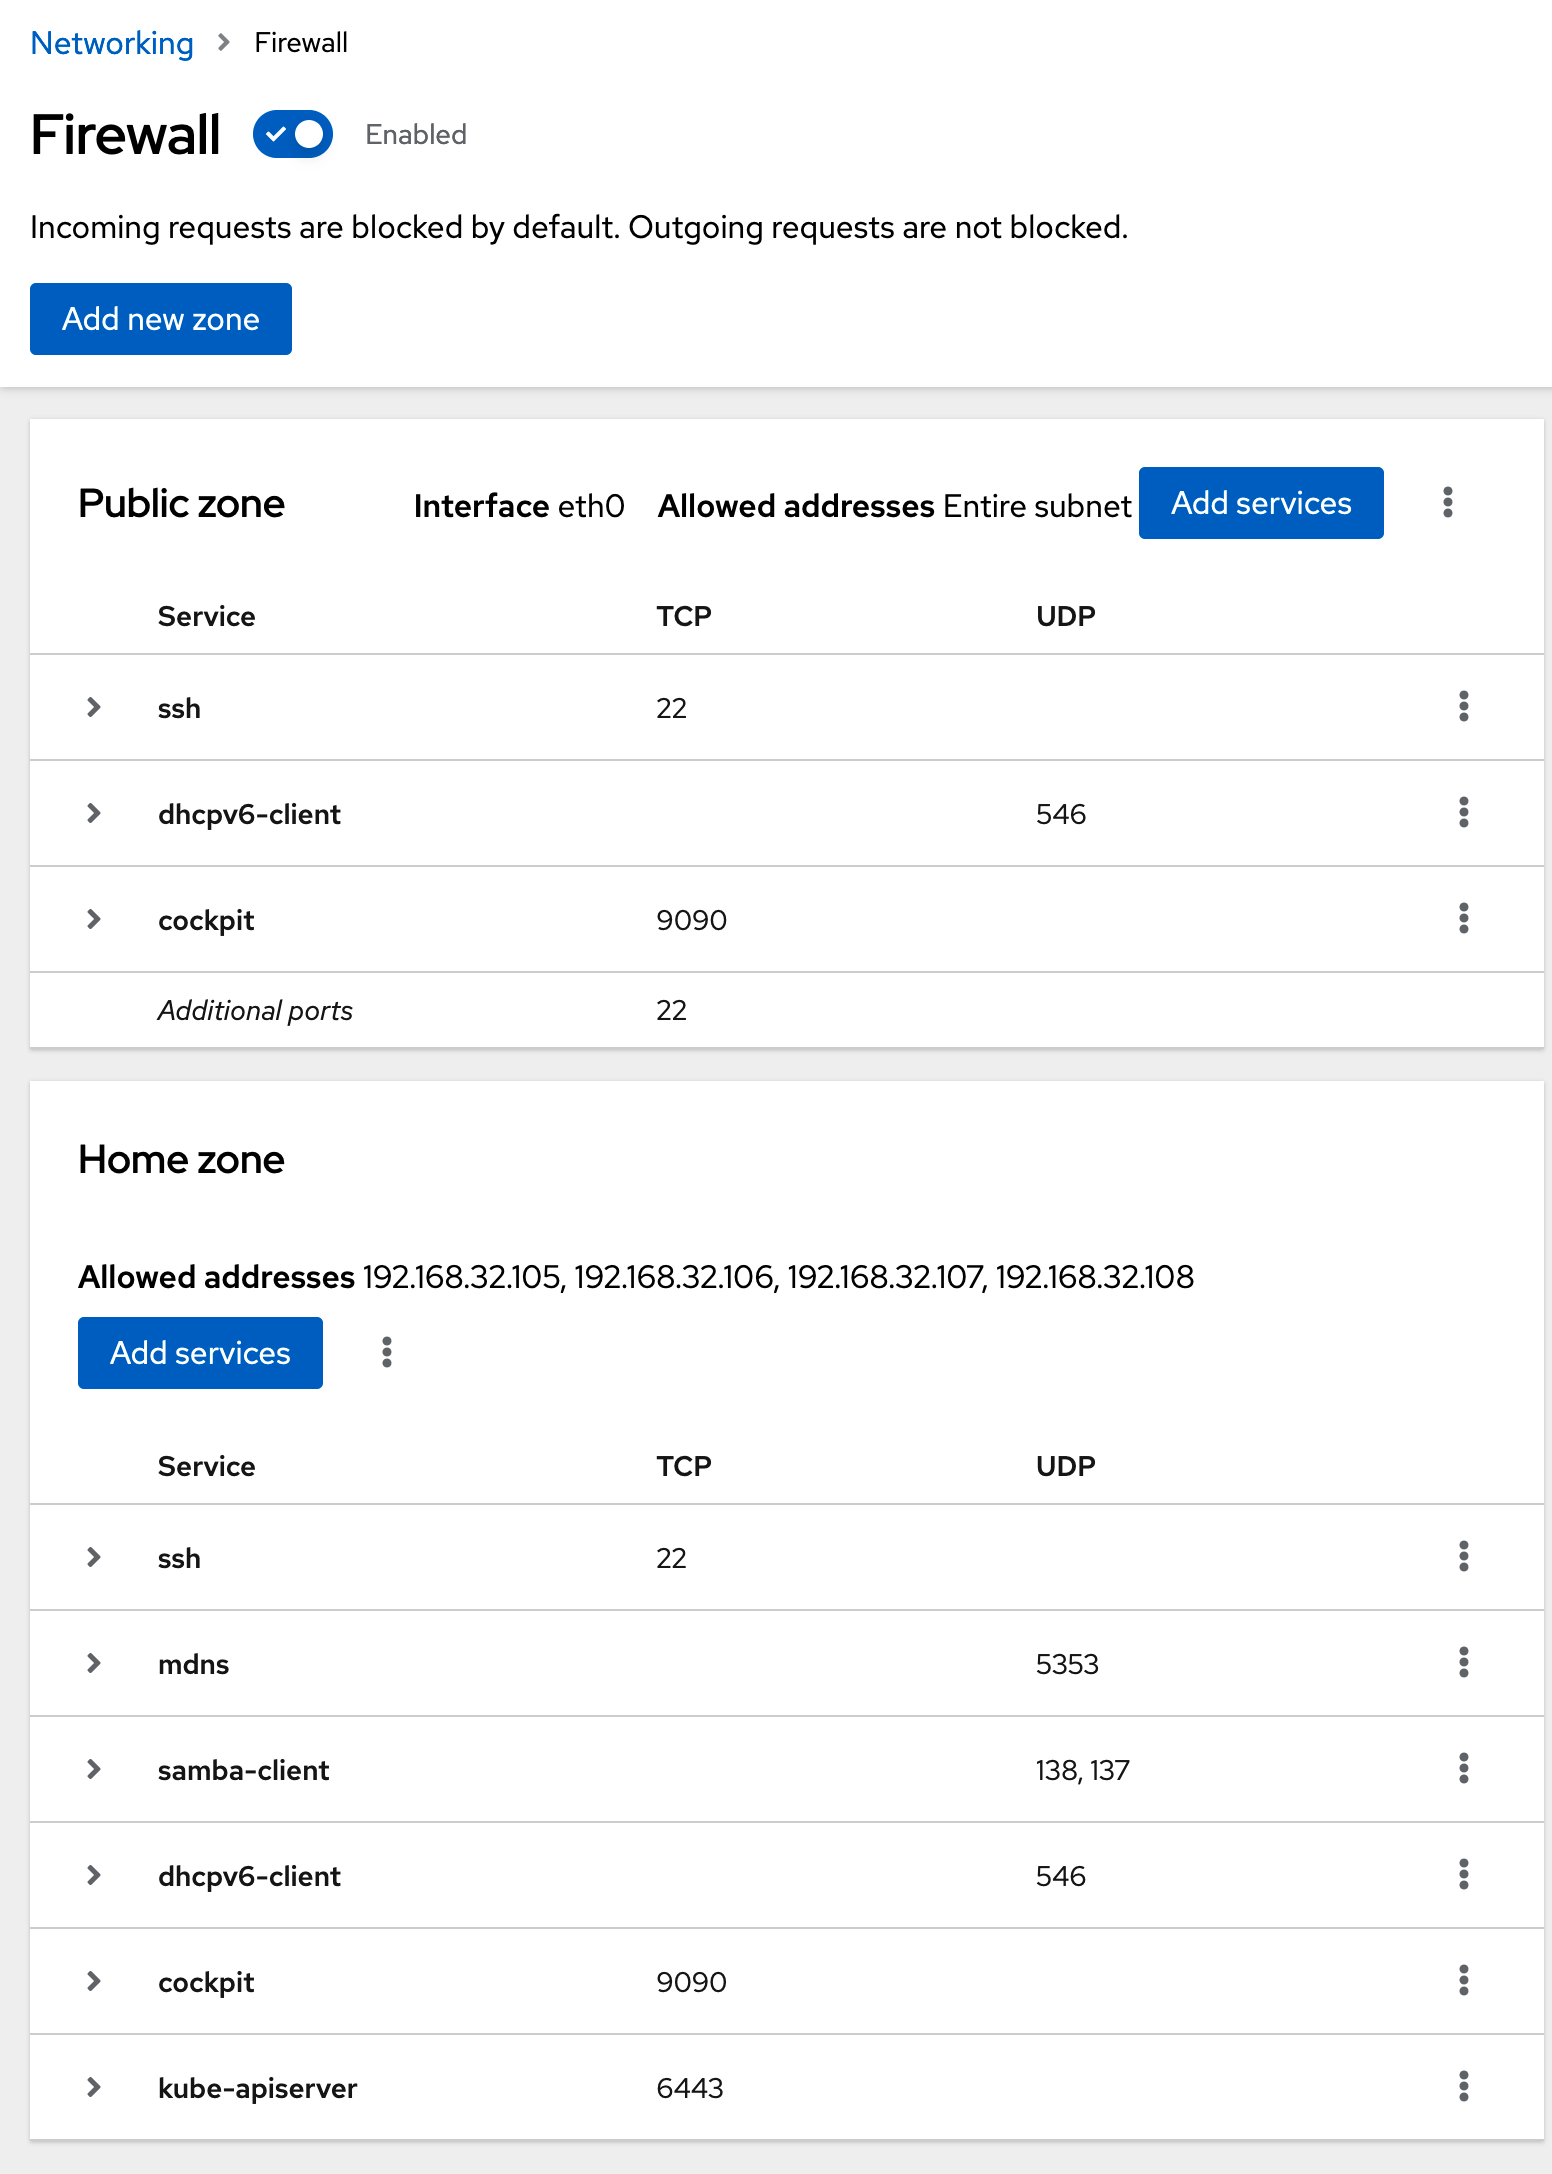 Networking > Firewall
Firewall Enabled
Incoming requests are blocked by default. Outgoing requests are not blocked.
Add new zone
Public zone Interface eth0 Allowed addresses Entire subnet Add services
Service TCP UDP
ssh 22
dhcpv6-client 546
cockpit 9090
Additional ports 22
Home zone
Allowed addresses 192.168.32.105, 192.168.32.106, 192.168.32.107, 192.168.32.108
Add services
Service TCP UDP
ssh 22
mdns 5353
samba-client 138, 137
dhcpv6-client 546
cockpit 9090
kube-apiserver 6443